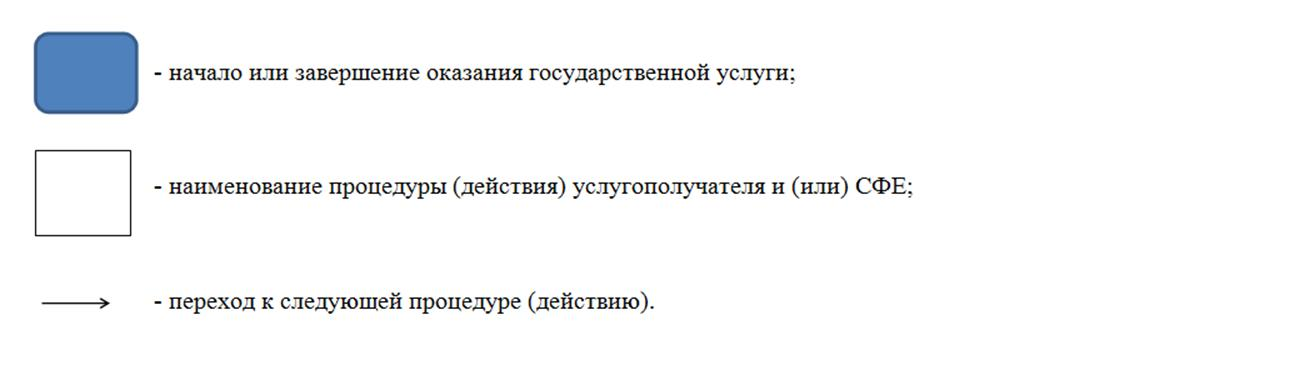 - начало или завершение оказания государственной услуги;
- наименование процедуры (действия) услугополучателя и (или) СФЕ;
- переход к следующей процедуре (действию).